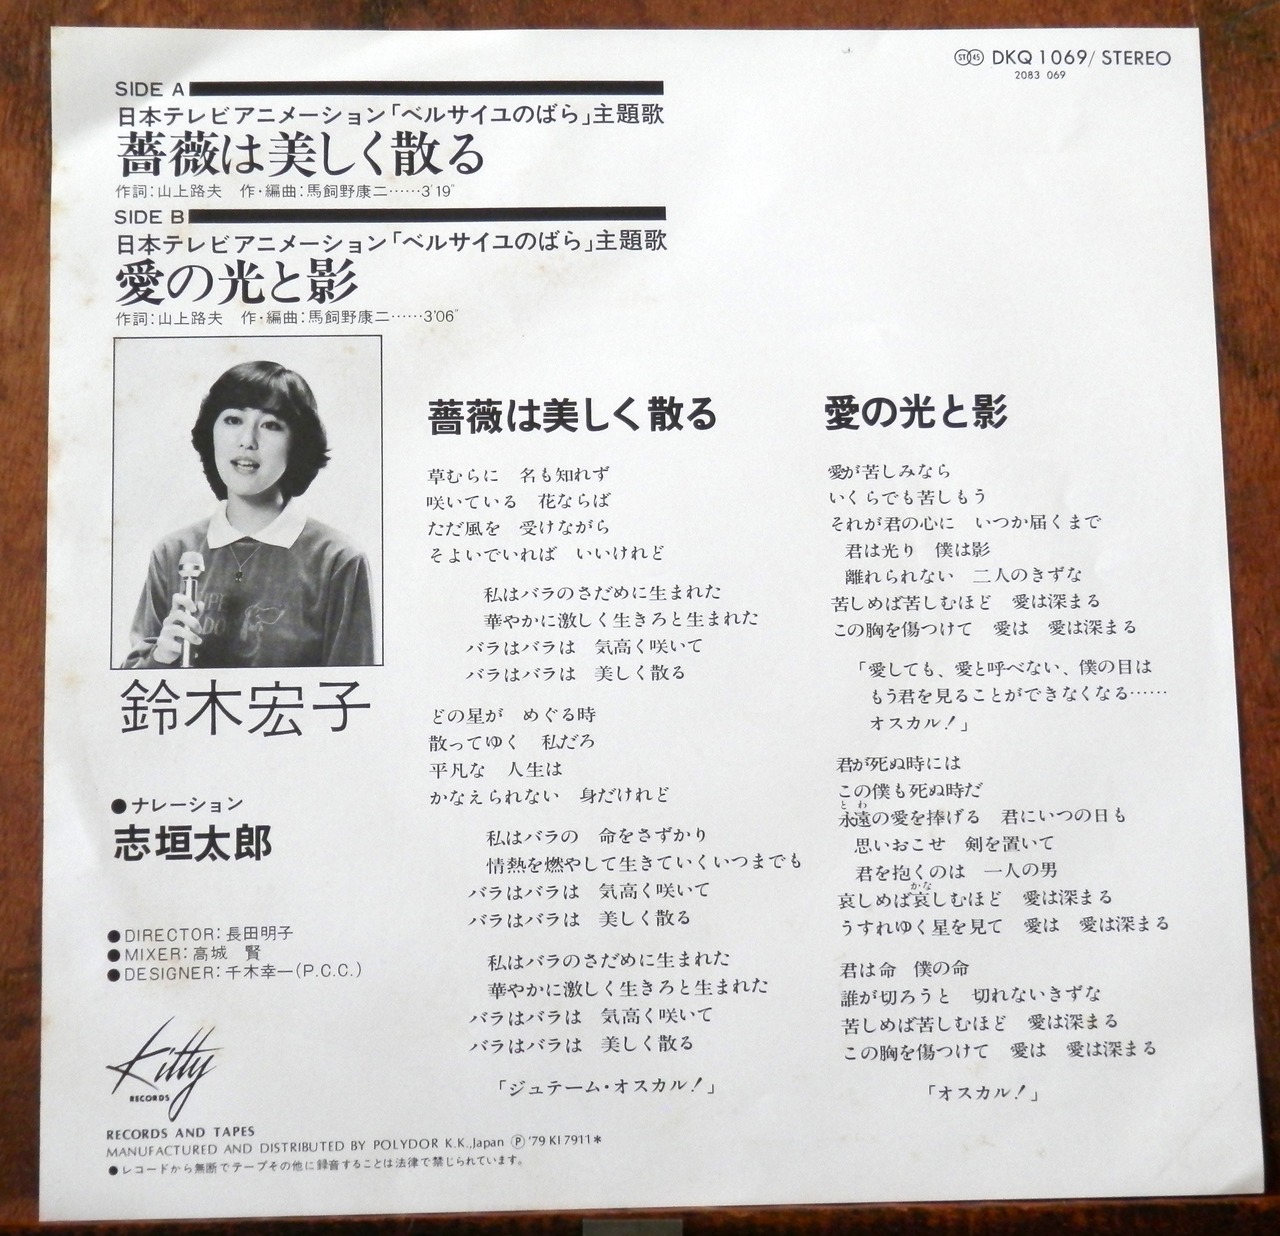 ST 45 DKQ 1069/ STEREO
2083 069
SIDE A
日本テレビアニメーション「ベルサイユのばら」主題歌
薔薇は美しく散る
作詞:山上路夫　作・編曲:馬飼野康二……3′19″
SIDE B
日本テレビアニメーション「ベルサイユのばら」主題歌
愛の光と影
作詞:山上路夫　作・編曲:馬飼野康二……3′06″
鈴木宏子
●ナレーション
志垣太郎
●DIRECTOR:長田明子
●MIXER:高城　賢
●DESIGNER:千木幸一(P.C.C.)
薔薇は美しく散る
草むらに　名も知れず
咲いている　花ならば
ただ風を　受けながら
そよいでいれば　いいけれど
私はバラのさだめに生まれた
華やかに激しく生きろと生まれた
バラはバラは　気高く咲いて
バラはバラは　美しく散る
どの星が　めぐる時
散ってゆく　私だろ
平凡な　人生は
かなえられない　身だけれど
私はバラの　命をさずかり
情熱を燃やして生きていくいつまでも
バラはバラは　気高く咲いて
バラはバラは　美しく散る
私はバラのさだめに生まれた
華やかに激しく生きろと生まれた
バラはバラは　気高く咲いて
バラはバラは　美しく散る
「ジュテーム・オスカル！」
愛の光と影
愛が苦しみなら
いくらでも苦しもう
それが君の心に　いつか届くまで
君は光り　僕は影
離れられない　二人のきずな
苦しめば苦しむほど　愛は深まる
この胸を傷つけて　愛は　愛は深まる
「愛しても、愛と呼べない、僕の目は
もう君を見ることができなくなる……
オスカル！」
君が死ぬ時には
この僕も死ぬ時だ
とわ
永遠の愛を捧げる　君にいつの日も
思いおこせ　剣を置いて
君を抱くのは　一人の男
かな
哀しめば哀しむほど　愛は深まる
うすれゆく星を見て　愛は　愛は深まる
君は命　僕の命
誰が切ろうと　切れないきずな
苦しめば苦しむほど　愛は深まる
この胸を傷つけて　愛は　愛は深まる
「オスカル！」
Kitty
RECORDS
RECORDS AND TAPES
MANUFACTURED AND DISTRIBUTED BY POLYDOR K.K.,Japan Ⓟ '79 KI 7911＊
●レコードから無断でテープその他に録音することは法律で禁じられています。